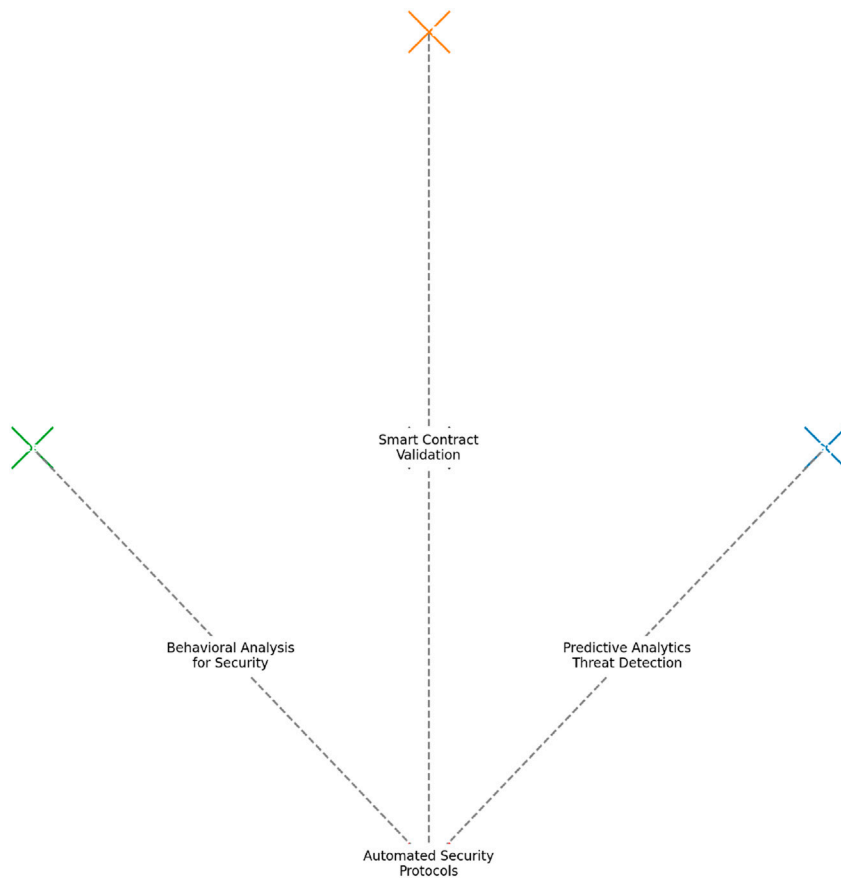 Smart Contract
Validation
Behavioral Analysis
for Security
Predictive Analytics
Threat Detection
Automated Security
Protocols